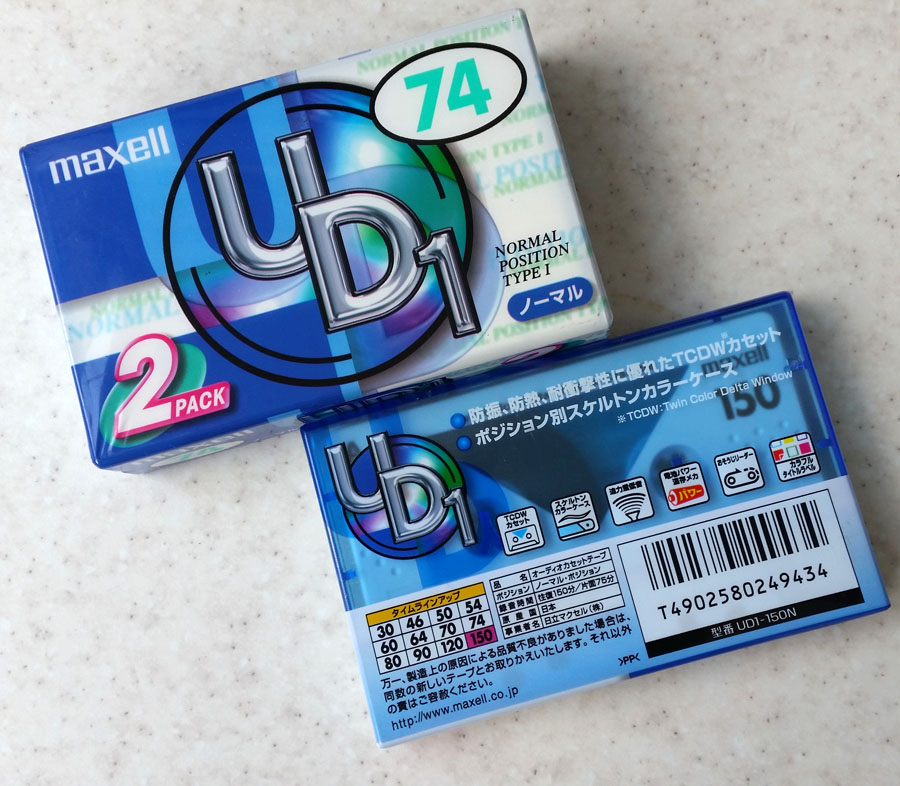 maxell
UD1
74
NORMAL POSITION
NORMAL
POSITION
TYPE I
ノーマル
2
PACK
maxell
150
●防振、防熱、耐衝撃性に優れたTCDW※カセット
●ポジション別スケルトンカラーケース
※TCDW:Twin Color Delta Window
UD1
TCDW
カセット
スケルトン
カラーケース
迫力重低音
電池パワー
温存メカ
パワー
おそうじリーダー
カラフル
タイトルラベル
タイムラインアップ
30 46 50 54
60 64 70 74
80 90 120 150
品名 オーディオカセットテープ
ポジション ノーマル・ポジション
録音時間 往復150分/片面75分
原産国 日本
事業者名 日立マクセル(株)
T4902580249434
型番 UD1-150N
万一、製造上の原因による品質不良がありました場合は、
同数の新しいテープとお取りかえいたします。それ以外
の責はご容赦ください。
http://www.maxell.co.jp
>PP<